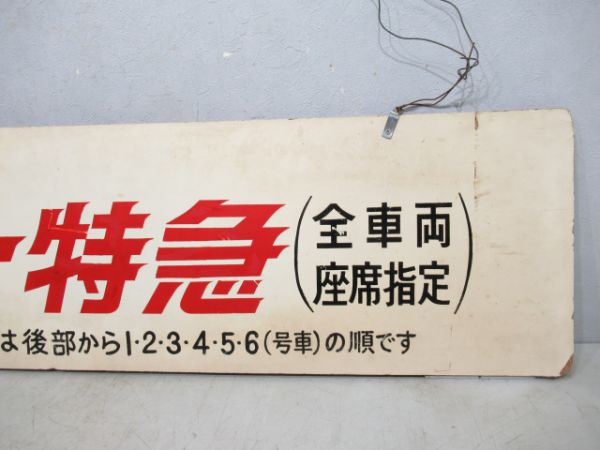 ー特急
(全車両
座席指定)
は後部から1・2・3・4・5・6(号車)の順です